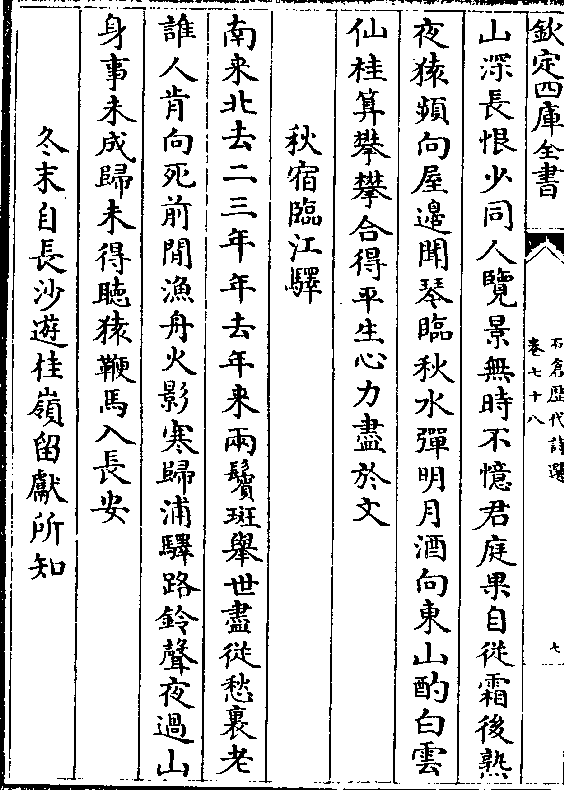 欽定四庫全書
石倉歷代詩選
卷七十八
七
山深長恨少同人覽景無時不憶君庭果自從霜後熟
夜猿頻向屋邊聞琴臨秋水彈明月酒向東山酌白雲
仙桂算攀攀合得平生心力盡於文
秋宿臨江驛
南来北去二三年年去年来兩鬢斑舉世盡從愁裏老
誰人肯向死前閒漁舟火影寒歸浦驛路鈴聲夜過山
身事未成歸未得聽猿鞭馬入長安
冬末自長沙遊桂嶺留獻所知